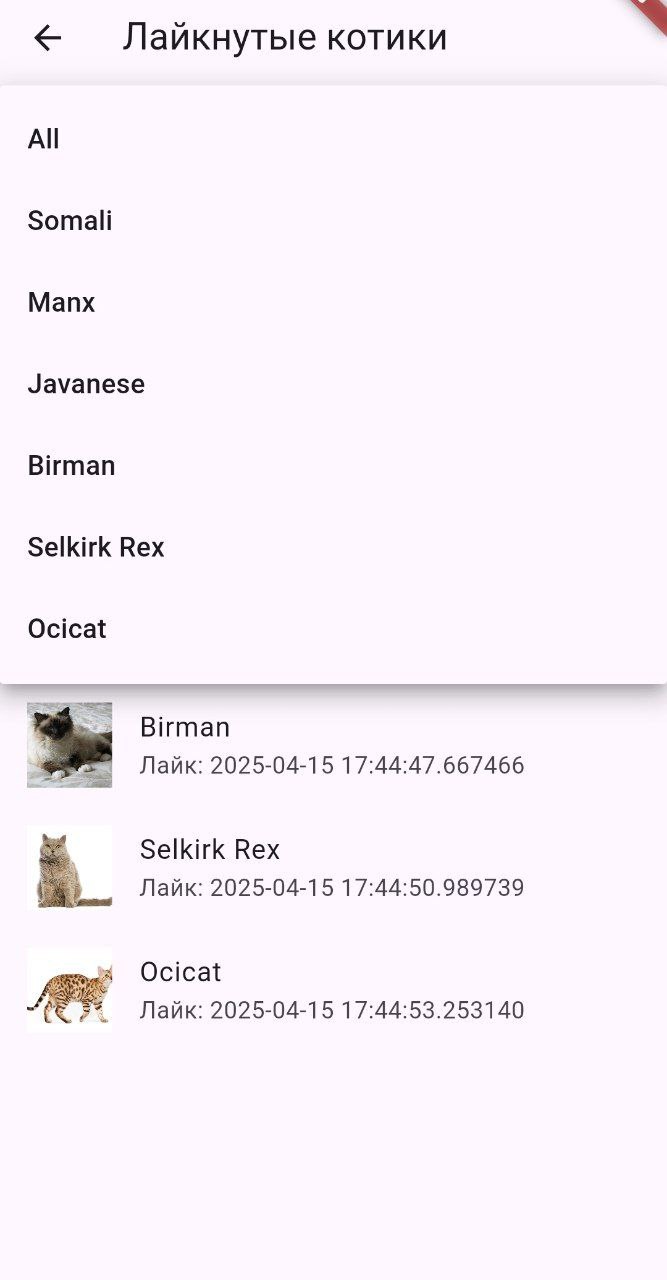 Лайкнутые котики
All
Somali
Manx
Javanese
Birman
Selkirk Rex
Ocicat
Birman
Лайк: 2025-04-15 17:44:47.667466
Selkirk Rex
Лайк: 2025-04-15 17:44:50.989739
Ocicat
Лайк: 2025-04-15 17:44:53.253140